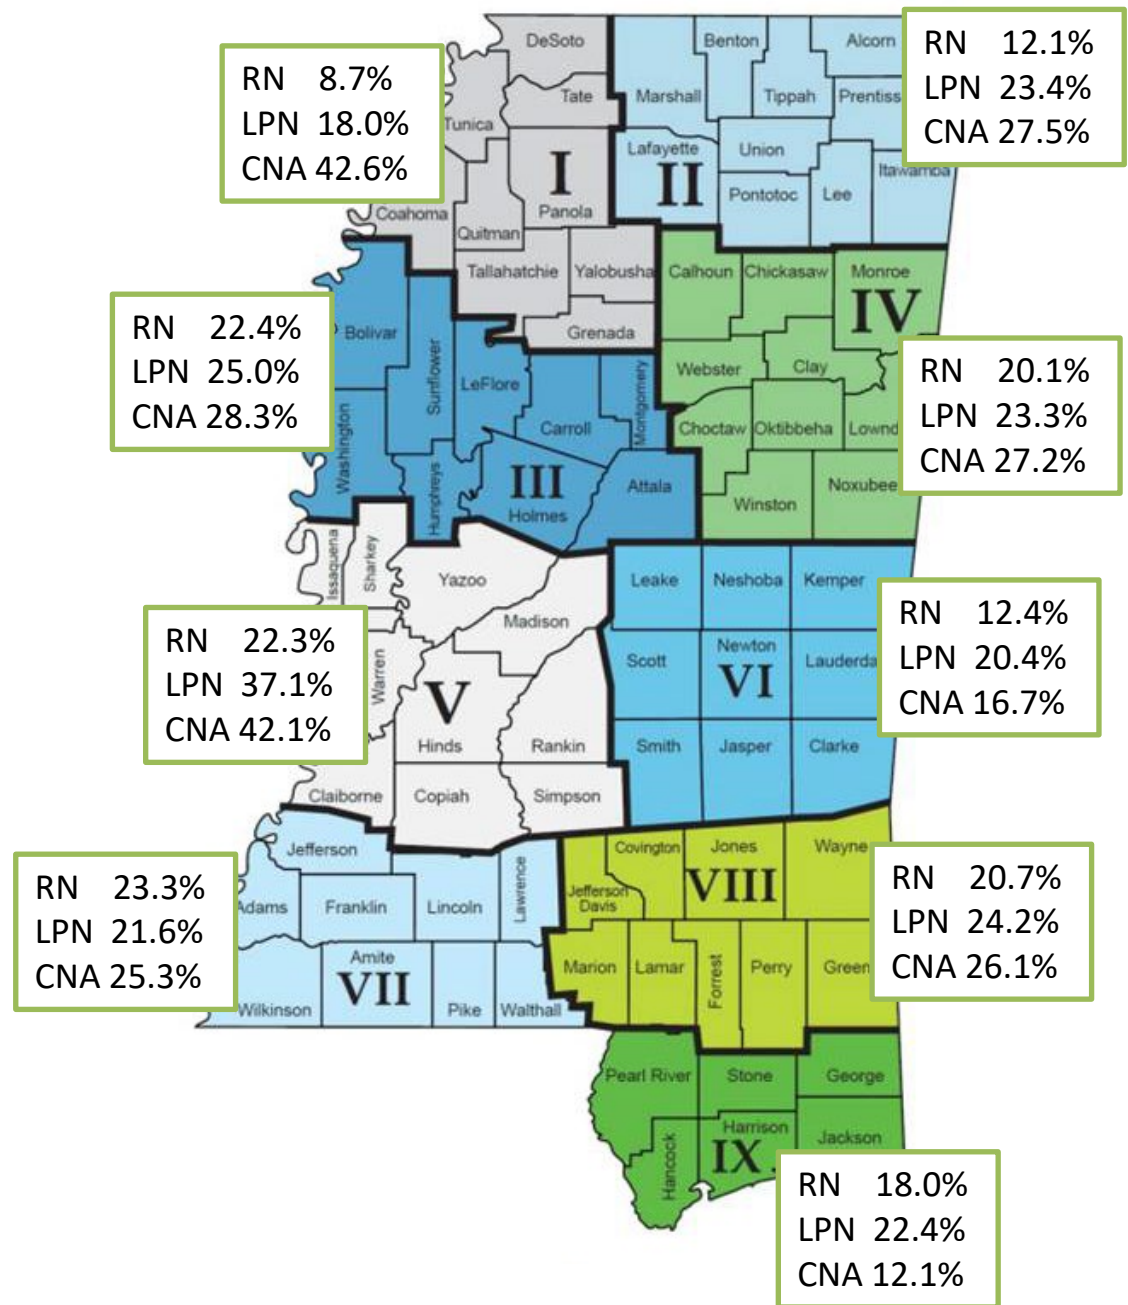 DeSoto
Benton
Alcorn
RN 12.1%
LPN 23.4%
CNA 27.5%
RN 8.7%
LPN 18.0%
CNA 42.6%
Tate
Marshall
Tippah
Prentiss
Tunica
Lafayette
Union
Itawamba
I
II
Panola
Pontotoc
Lee
Coahoma
Quitman
Tallahatchie
Yalobusha
Calhoun
Chickasaw
Monroe
IV
RN 22.4%
LPN 25.0%
CNA 28.3%
Bolivar
Grenada
Sunflower
LeFlore
Webster
Clay
RN 20.1%
LPN 23.3%
CNA 27.2%
Montgomery
Carroll
Choctaw
Oktibbeha
Lownd
Washington
Humphreys
III
Holmes
Attala
Winston
Noxubee
Issaquena
Sharkey
Yazoo
Madison
Leake
Neshoba
Kemper
RN 22.3%
LPN 37.1%
CNA 42.1%
Warren
V
Hinds
Rankin
Scott
Newton
VI
Lauderda
RN 12.4%
LPN 20.4%
CNA 16.7%
Smith
Jasper
Clarke
Claiborne
Copiah
Simpson
Jefferson
Lawrence
Covington
Jones
Wayne
RN 23.3%
LPN 21.6%
CNA 25.3%
Adams
Franklin
Lincoln
Jefferson
Davis
VIII
RN 20.7%
LPN 24.2%
CNA 26.1%
Amite
VII
Wilkinson
Pike
Walthall
Marion
Lamar
Forrest
Perry
Green
Pearl River
Stone
George
Hancock
Harrison
IX
Jackson
RN 18.0%
LPN 22.4%
CNA 12.1%